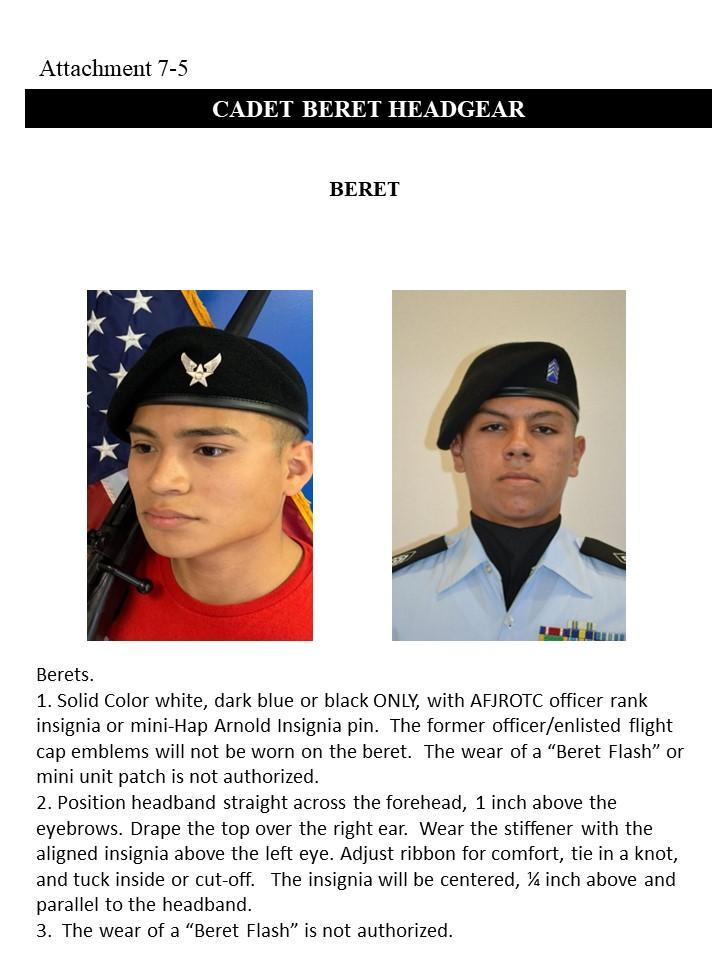 Attachment 7-5
CADET BERET HEADGEAR
BERET
Berets.
1. Solid Color white, dark blue or black ONLY, with AFJROTC officer rank
insignia or mini-Hap Arnold Insignia pin.  The former officer/enlisted flight
cap emblems will not be worn on the beret.  The wear of a “Beret Flash” or
mini unit patch is not authorized.
2. Position headband straight across the forehead, 1 inch above the
eyebrows. Drape the top over the right ear.  Wear the stiffener with the
aligned insignia above the left eye. Adjust ribbon for comfort, tie in a knot,
and tuck inside or cut-off.   The insignia will be centered, ¼ inch above and
parallel to the headband.
3.  The wear of a “Beret Flash” is not authorized.